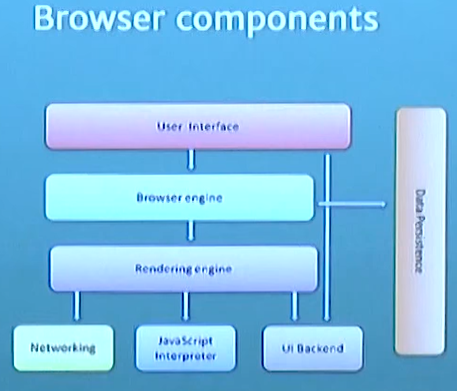 Browser components
User Interface
Browser engine
Data Persistence
Rendering engine
Networking
JavaScript
Interpreter
UI Backend